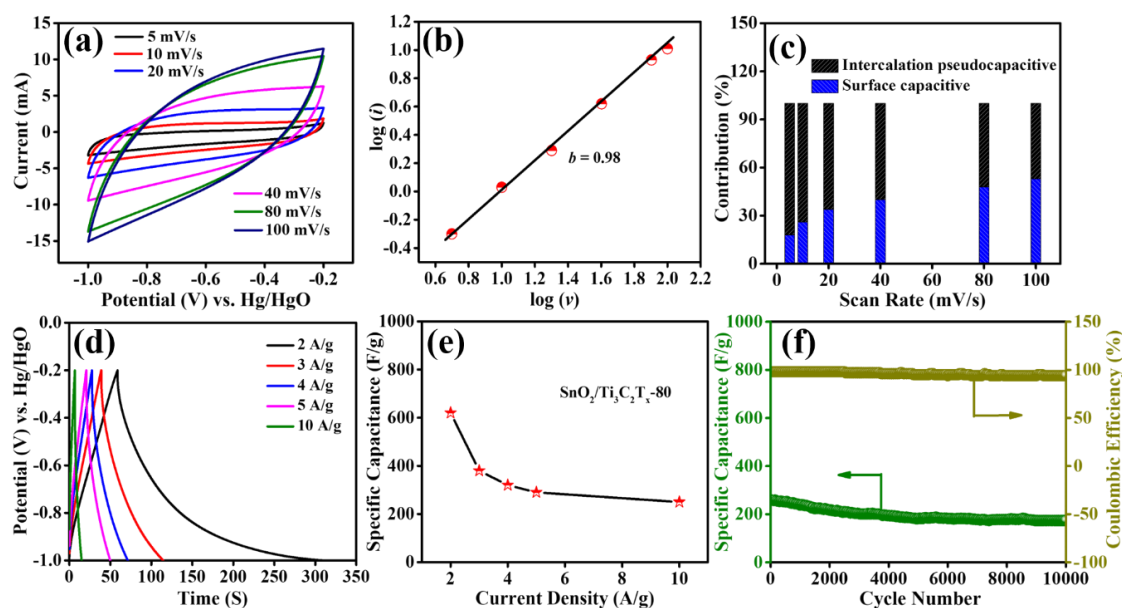 (a)
5 mV/s
10 mV/s
20 mV/s
40 mV/s
80 mV/s
100 mV/s
Current (mA)
15
10
5
0
-5
-10
-15
-1.0 -0.8 -0.6 -0.4 -0.2
Potential (V) vs. Hg/HgO
(b)
log (i)
1.2
1.0
0.8
0.6
0.4
0.2
0.0
-0.2
-0.4
b = 0.98
0.6 0.8 1.0 1.2 1.4 1.6 1.8 2.0 2.2
log (v)
(c)
Intercalation pseudocapacitive
Surface capacitive
Contribution (%)
150
120
90
60
30
0
20 40 60 80 100
Scan Rate (mV/s)
(d)
2 A/g
3 A/g
4 A/g
5 A/g
10 A/g
Potential (V) vs. Hg/HgO
0.0
-0.2
-0.4
-0.6
-0.8
-1.0
0 50 100 150 200 250 300 350
Time (S)
(e)
SnO₂/Ti₃C₂Tₓ-80
Specific Capacitance (F/g)
1000
800
600
400
200
0
2 4 6 8 10
Current Density (A/g)
(f)
Specific Capacitance (F/g)
1000
800
600
400
200
0
0 2000 4000 6000 8000 10000
Cycle Number
150
100
50
0
-50
-100
Coulombic Efficiency (%)